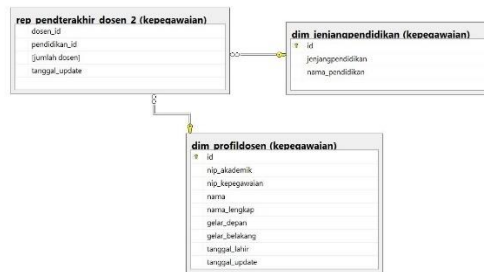 rep_pendterakhir_dosen_2 (kepegawaian)
dosen_id
pendidikan_id
[jumlah dosen]
tanggal_update
dim_jenjangpendidikan (kepegawaian)
id
jenjangpendidikan
nama_pendidikan
dim_profildosen (kepegawaian)
id
nip_akademik
nip_kepegawaian
nama
nama_lengkap
gelar_depan
gelar_belakang
tanggal_lahir
tanggal_update